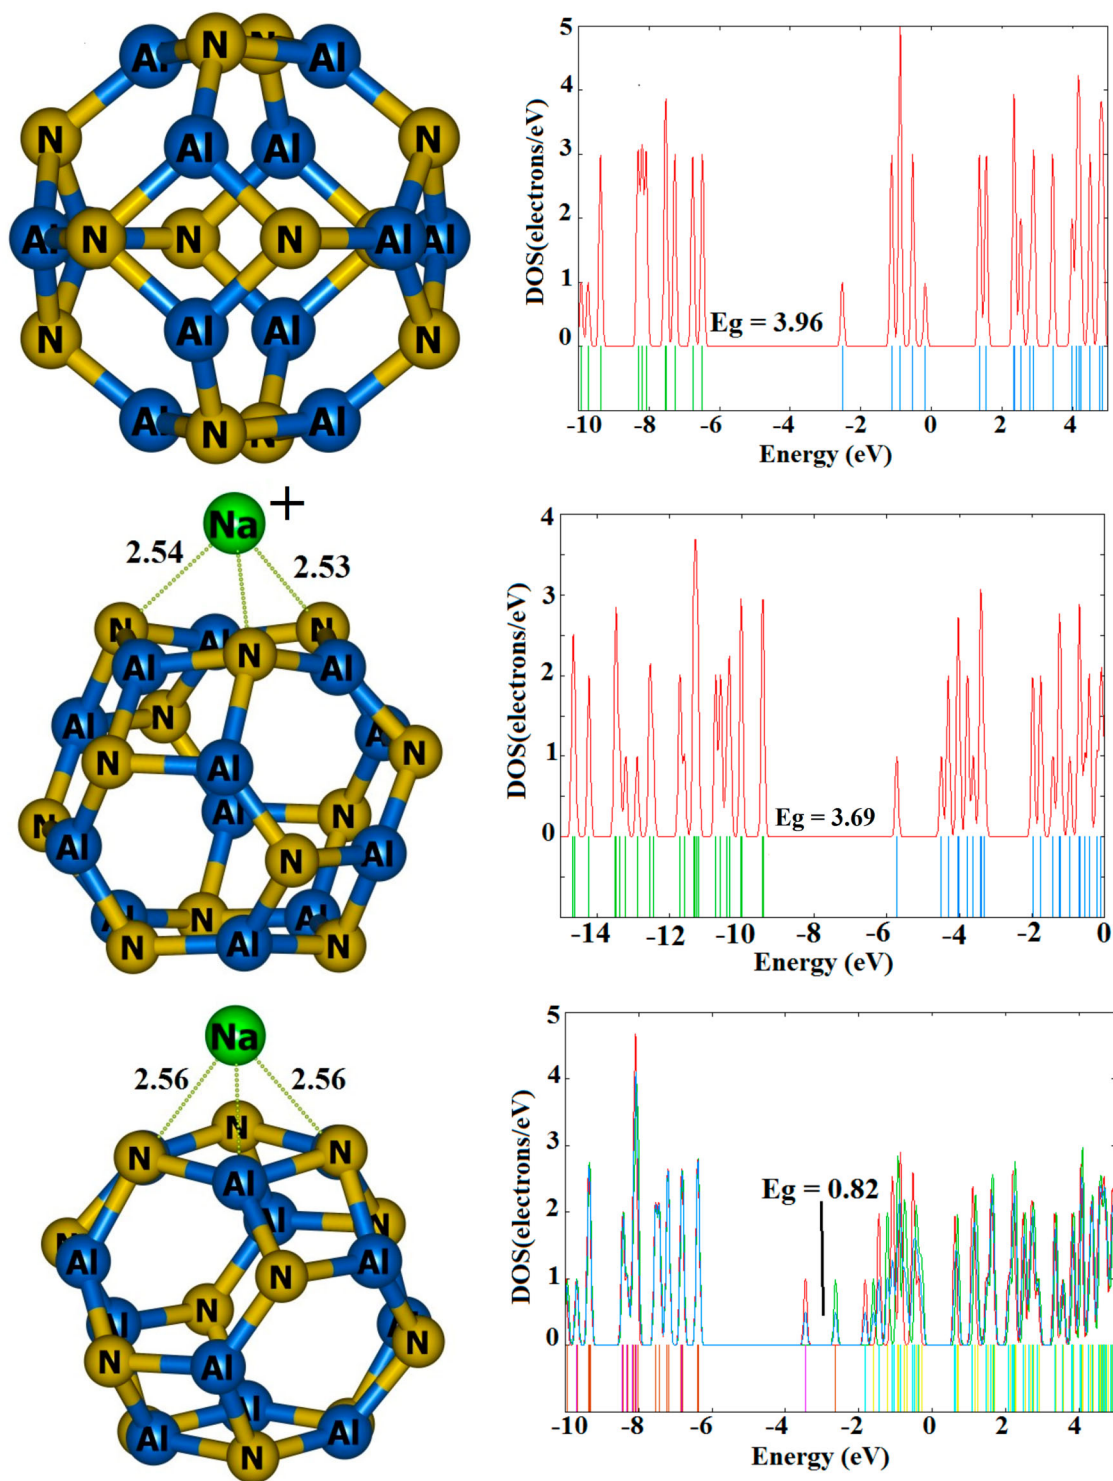 Al N N Al
N N
Al Al
Al N N N Al Al
Al Al
N N
Al N N Al
5
4
3
2
1
0
DOS(electrons/eV)
Eg = 3.96
-10 -8 -6 -4 -2 0 2 4
Energy (eV)
Na +
2.54 2.53
N Al N
Al N Al
Al N Al N
N Al
N Al N
Al N Al
Al N Al
N Al N
4
3
2
1
0
DOS(electrons/eV)
Eg = 3.69
-14 -12 -10 -8 -6 -4 -2 0
Energy (eV)
Na
2.56 2.56
N
N N
Al
N Al N
Al N Al
Al N Al
N Al N
Al
Al Al
N
5
4
3
2
1
0
DOS(electrons/eV)
Eg = 0.82
-10 -8 -6 -4 -2 0 2 4
Energy (eV)